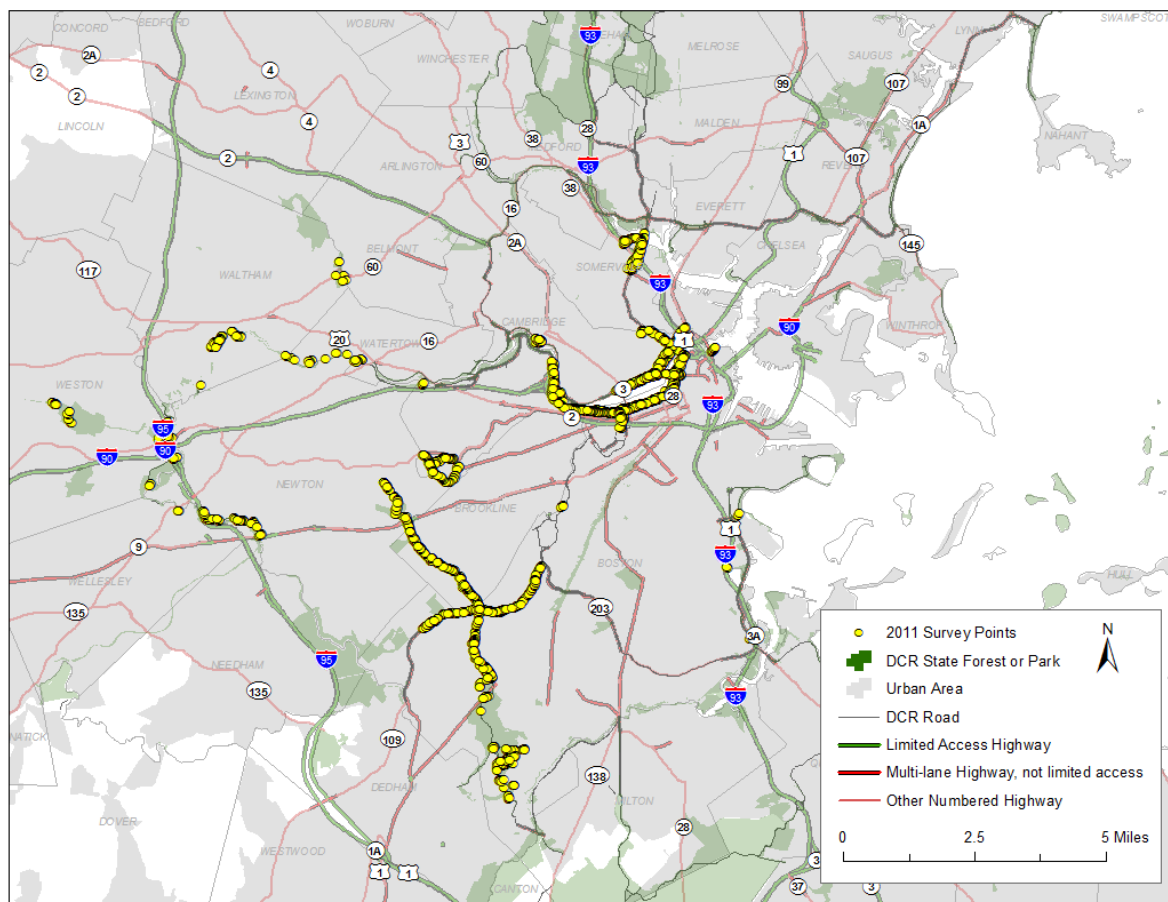 CONCORD
BEDFORD
WOBURN
SWAMPSCOT
93
LYNN
2A
WINCHESTER
MELROSE
SAUGUS
2
4
99
107
LEXINGTON
2
1A
LINCOLN
4
28
MALDEN
3
38
1
NAHANT
2
ARLINGTON
60
93
REVE
107
38
16
EVERETT
2A
145
BELMONT
CHELSEA
117
60
SOMERV
WALTHAM
93
CAMBRIDGE
90
WINTHROP
20
16
1
WATERTOW
WESTON
3
28
93
2
95
90
90
NEWTON
BROOKLINE
1
9
93
BOSTON
WELLESLEY
HULL
135
203
3A
95
NEEDHAM
135
93
NATICK
109
138
DEDHAM
MILTON
DOVER
28
WESTWOOD
1A
1
1
CANTON
3
37
3
2011 Survey Points
N
DCR State Forest or Park
Urban Area
DCR Road
Limited Access Highway
Multi-lane Highway, not limited access
Other Numbered Highway
0 2.5 5 Miles